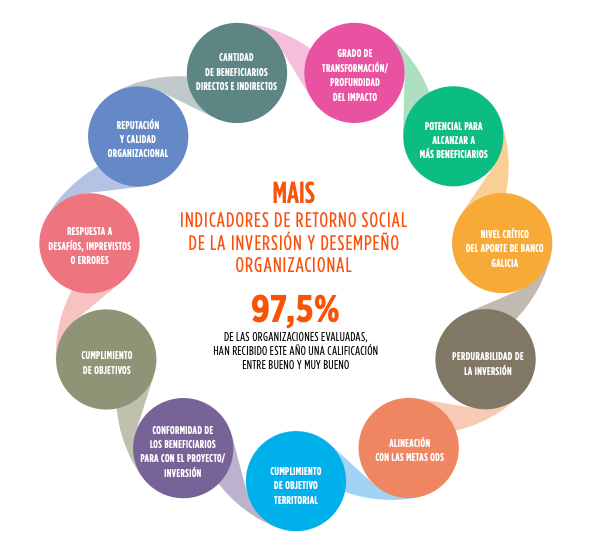 CANTIDAD
DE BENEFICIARIOS
DIRECTOS E INDIRECTOS
GRADO DE
TRANSFORMACIÓN/
PROFUNDIDAD
DEL IMPACTO
POTENCIAL PARA
ALCANZAR A
MÁS BENEFICIARIOS
NIVEL CRÍTICO
DEL APORTE DE BANCO
GALICIA
PERDURABILIDAD DE
LA INVERSIÓN
ALINEACIÓN
CON LAS METAS ODS
CUMPLIMIENTO
DE OBJETIVO
TERRITORIAL
CONFORMIDAD DE
LOS BENEFICIARIOS
PARA CON EL PROYECTO/
INVERSIÓN
CUMPLIMIENTO
DE OBJETIVOS
RESPUESTA A
DESAFÍOS, IMPREVISTOS
O ERRORES
REPUTACIÓN
Y CALIDAD
ORGANIZACIONAL
MAIS
INDICADORES DE RETORNO SOCIAL
DE LA INVERSIÓN Y DESEMPEÑO
ORGANIZACIONAL
97,5%
DE LAS ORGANIZACIONES EVALUADAS,
HAN RECIBIDO ESTE AÑO UNA CALIFICACIÓN
ENTRE BUENO Y MUY BUENO